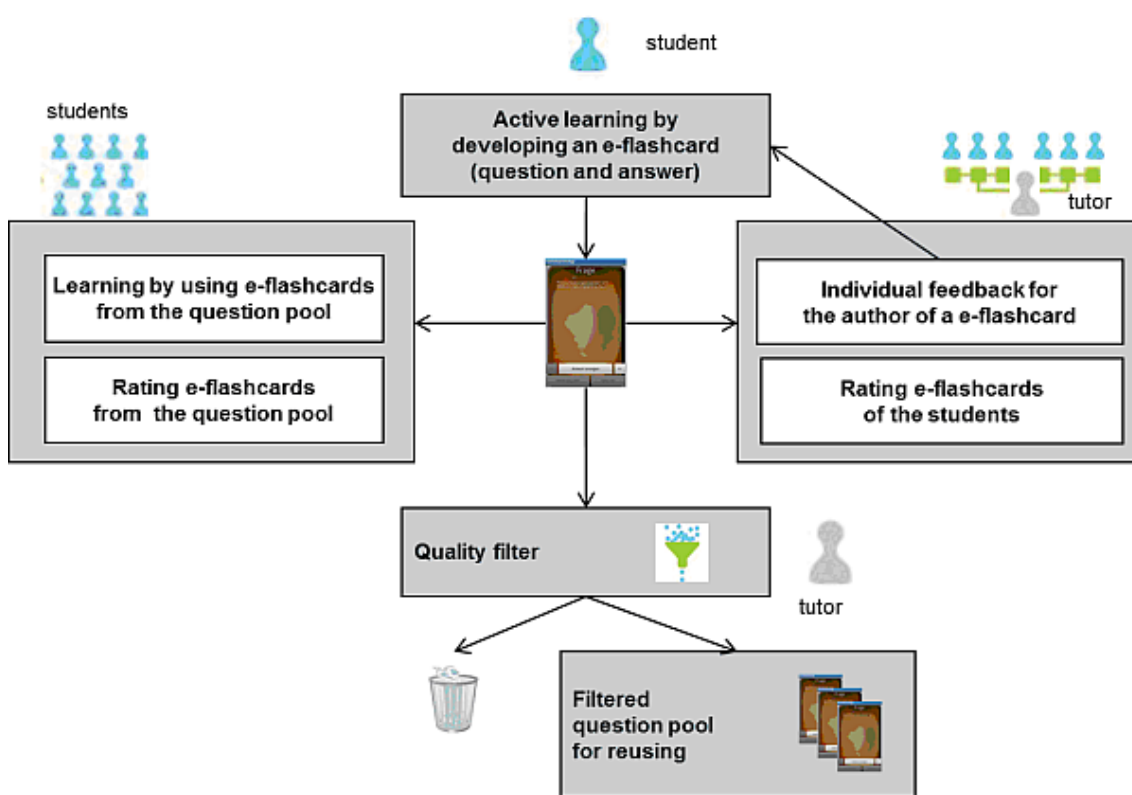 student
students
Active learning by
developing an e-flashcard
(question and answer)
tutor
Learning by using e-flashcards
from the question pool
Rating e-flashcards
from the question pool
Frage
Individual feedback for
the author of a e-flashcard
Rating e-flashcards
of the students
Quality filter
tutor
Filtered
question pool
for reusing